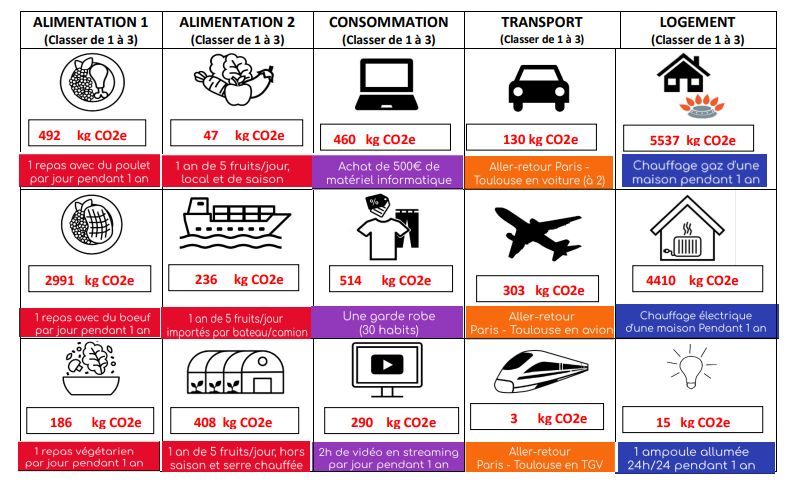 ALIMENTATION 1
(Classer de 1 à 3)
ALIMENTATION 2
(Classer de 1 à 3)
CONSOMMATION
(Classer de 1 à 3)
TRANSPORT
(Classer de 1 à 3)
LOGEMENT
(Classer de 1 à 3)
492 kg CO2e
47 kg CO2e
460 kg CO2e
130 kg CO2e
5537 kg CO2e
1 repas avec du poulet
par jour pendant 1 an
1 an de 5 fruits/jour,
local et de saison
Achat de 500€ de
matériel informatique
Aller-retour Paris -
Toulouse en voiture (à 2)
Chauffage gaz d'une
maison pendant 1 an
2991 kg CO2e
236 kg CO2e
514 kg CO2e
303 kg CO2e
4410 kg CO2e
1 repas avec du boeuf
par jour pendant 1 an
1 an de 5 fruits/jour
importés par bateau/camion
Une garde robe
(30 habits)
Aller-retour
Paris - Toulouse en avion
Chauffage électrique
d'une maison Pendant 1 an
186 kg CO2e
408 kg CO2e
290 kg CO2e
3 kg CO2e
15 kg CO2e
1 repas végétarien
par jour pendant 1 an
1 an de 5 fruits/jour, hors
saison et serre chauffée
2h de vidéo en streaming
par jour pendant 1 an
Aller-retour
Paris - Toulouse en TGV
1 ampoule allumée
24h/24 pendant 1 an